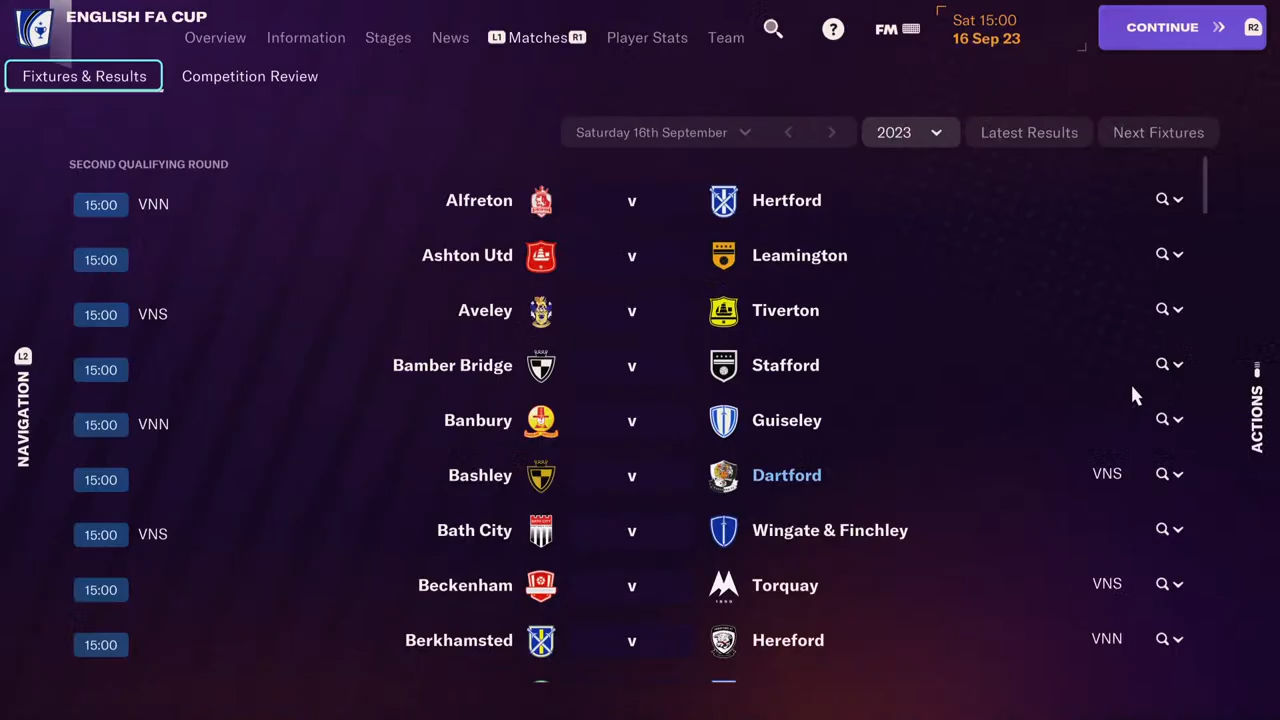 ENGLISH FA CUP
Overview Information Stages News L1 Matches R1 Player Stats Team ? FM Sat 15:00
16 Sep 23
CONTINUE R2
Fixtures & Results Competition Review
Saturday 16th September 2023 Latest Results Next Fixtures
SECOND QUALIFYING ROUND
15:00 VNN Alfreton v Hertford
15:00 Ashton Utd v Leamington
15:00 VNS Aveley v Tiverton
15:00 Bamber Bridge v Stafford
15:00 VNN Banbury v Guiseley
15:00 Bashley v Dartford VNS
15:00 VNS Bath City v Wingate & Finchley
15:00 Beckenham v Torquay VNS
15:00 Berkhamsted v Hereford VNN
L2
NAVIGATION
ACTIONS